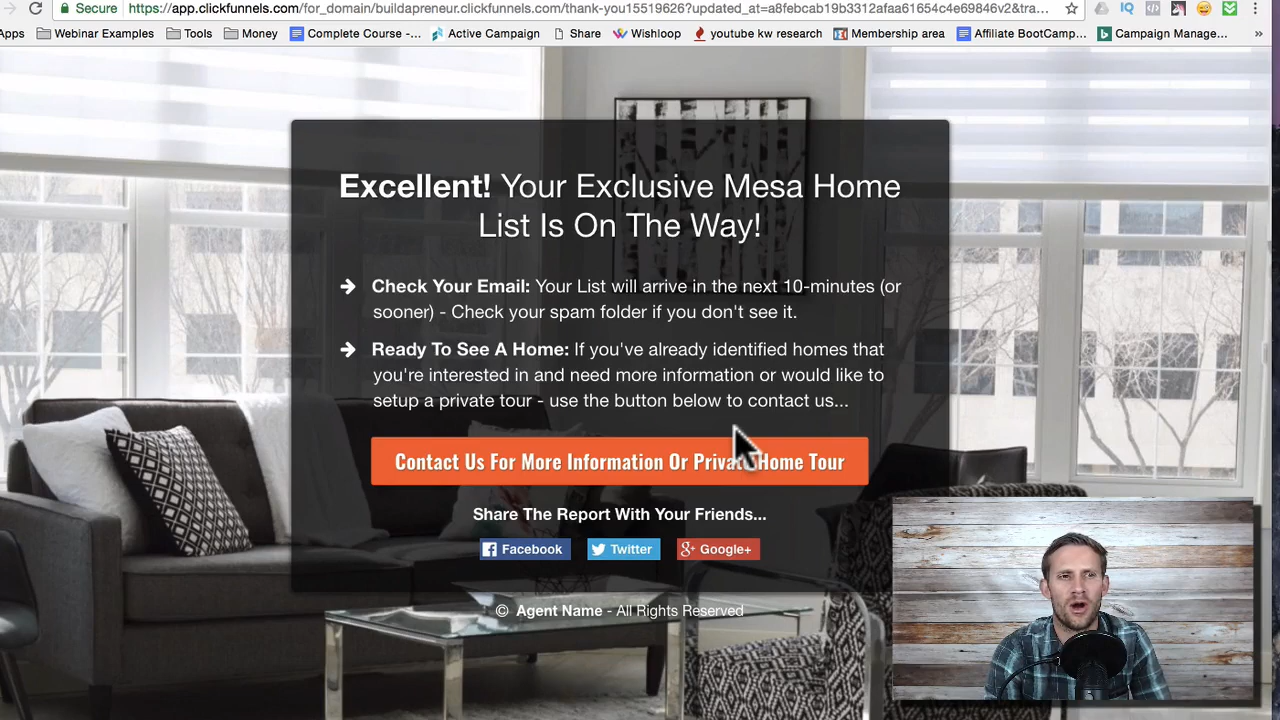 Secure https://app.clickfunnels.com/for_domain/buildapreneur.clickfunnels.com/thank-you15519626?updated_at=a8febcab19b3312afaa61654c4e69846v2&tra...
Apps Webinar Examples Tools Money Complete Course -... Active Campaign Share Wishloop youtube kw research Membership area Affiliate BootCamp... Campaign Manage... »
Excellent! Your Exclusive Mesa Home
List Is On The Way!
Check Your Email: Your List will arrive in the next 10-minutes (or
sooner) - Check your spam folder if you don't see it.
Ready To See A Home: If you've already identified homes that
you're interested in and need more information or would like to
setup a private tour - use the button below to contact us...
Contact Us For More Information Or Private Home Tour
Share The Report With Your Friends...
Facebook Twitter Google+
© Agent Name - All Rights Reserved